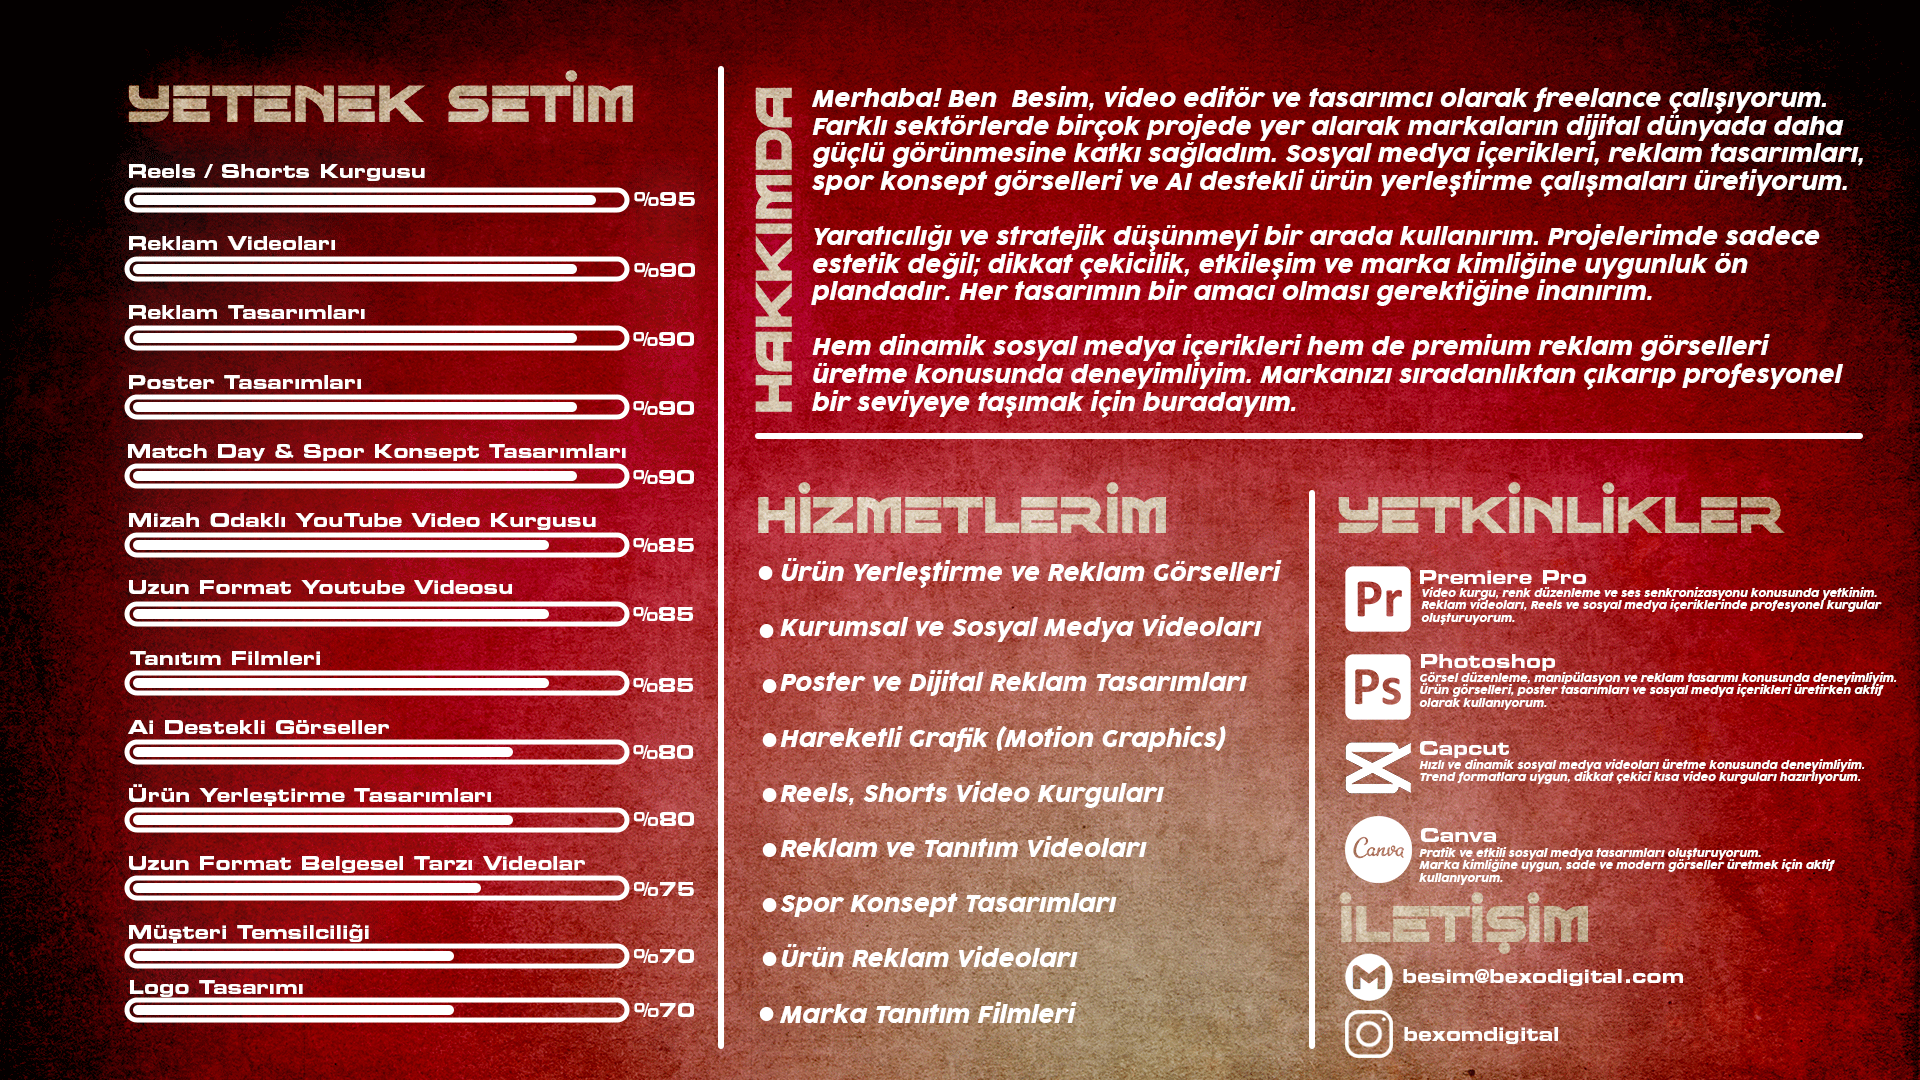 YETENEK SETİM
Reels / Shorts Kurgusu
%95
Reklam Videoları
%90
Reklam Tasarımları
%90
Poster Tasarımları
%90
Match Day & Spor Konsept Tasarımları
%90
Mizah Odaklı YouTube Video Kurgusu
%85
Uzun Format Youtube Videosu
%85
Tanıtım Filmleri
%85
Ai Destekli Görseller
%80
Ürün Yerleştirme Tasarımları
%80
Uzun Format Belgesel Tarzı Videolar
%75
Müşteri Temsilciliği
%70
Logo Tasarımı
%70
HAKKIMDA
Merhaba! Ben  Besim, video editör ve tasarımcı olarak freelance çalışıyorum.
Farklı sektörlerde birçok projede yer alarak markaların dijital dünyada daha
güçlü görünmesine katkı sağladım. Sosyal medya içerikleri, reklam tasarımları,
spor konsept görselleri ve AI destekli ürün yerleştirme çalışmaları üretiyorum.
Yaratıcılığı ve stratejik düşünmeyi bir arada kullanırım. Projelerimde sadece
estetik değil; dikkat çekicilik, etkileşim ve marka kimliğine uygunluk ön
plandadır. Her tasarımın bir amacı olması gerektiğine inanırım.
Hem dinamik sosyal medya içerikleri hem de premium reklam görselleri
üretme konusunda deneyimliyim. Markanızı sıradanlıktan çıkarıp profesyonel
bir seviyeye taşımak için buradayım.
HİZMETLERİM
● Ürün Yerleştirme ve Reklam Görselleri
● Kurumsal ve Sosyal Medya Videoları
● Poster ve Dijital Reklam Tasarımları
● Hareketli Grafik (Motion Graphics)
● Reels, Shorts Video Kurguları
● Reklam ve Tanıtım Videoları
● Spor Konsept Tasarımları
● Ürün Reklam Videoları
● Marka Tanıtım Filmleri
YETKİNLİKLER
Pr
Premiere Pro
Video kurgu, renk düzenleme ve ses senkronizasyonu konusunda yetkinim.
Reklam videoları, Reels ve sosyal medya içeriklerinde profesyonel kurgular
oluşturuyorum.
Ps
Photoshop
Görsel düzenleme, manipülasyon ve reklam tasarımı konusunda deneyimliyim.
Ürün görselleri, poster tasarımları ve sosyal medya içerikleri üretirken aktif
olarak kullanıyorum.
Capcut
Hızlı ve dinamik sosyal medya videoları üretme konusunda deneyimliyim.
Trend formatlara uygun, dikkat çekici kısa video kurguları hazırlıyorum.
Canva
Canva
Pratik ve etkili sosyal medya tasarımları oluşturuyorum.
Marka kimliğine uygun, sade ve modern görseller üretmek için aktif
kullanıyorum.
İLETİŞİM
besim@bexodigital.com
bexomdigital